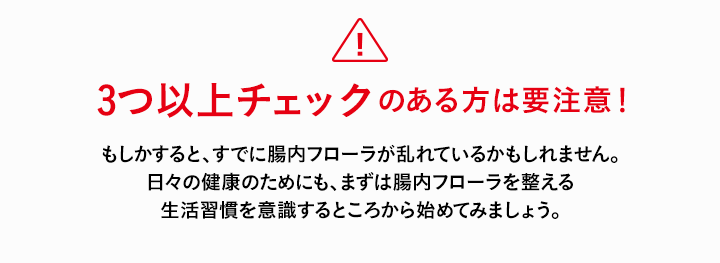 3つ以上チェックのある方は要注意！
もしかすると、すでに腸内フローラが乱れているかもしれません。
日々の健康のためにも、まずは腸内フローラを整える
生活習慣を意識するところから始めてみましょう。